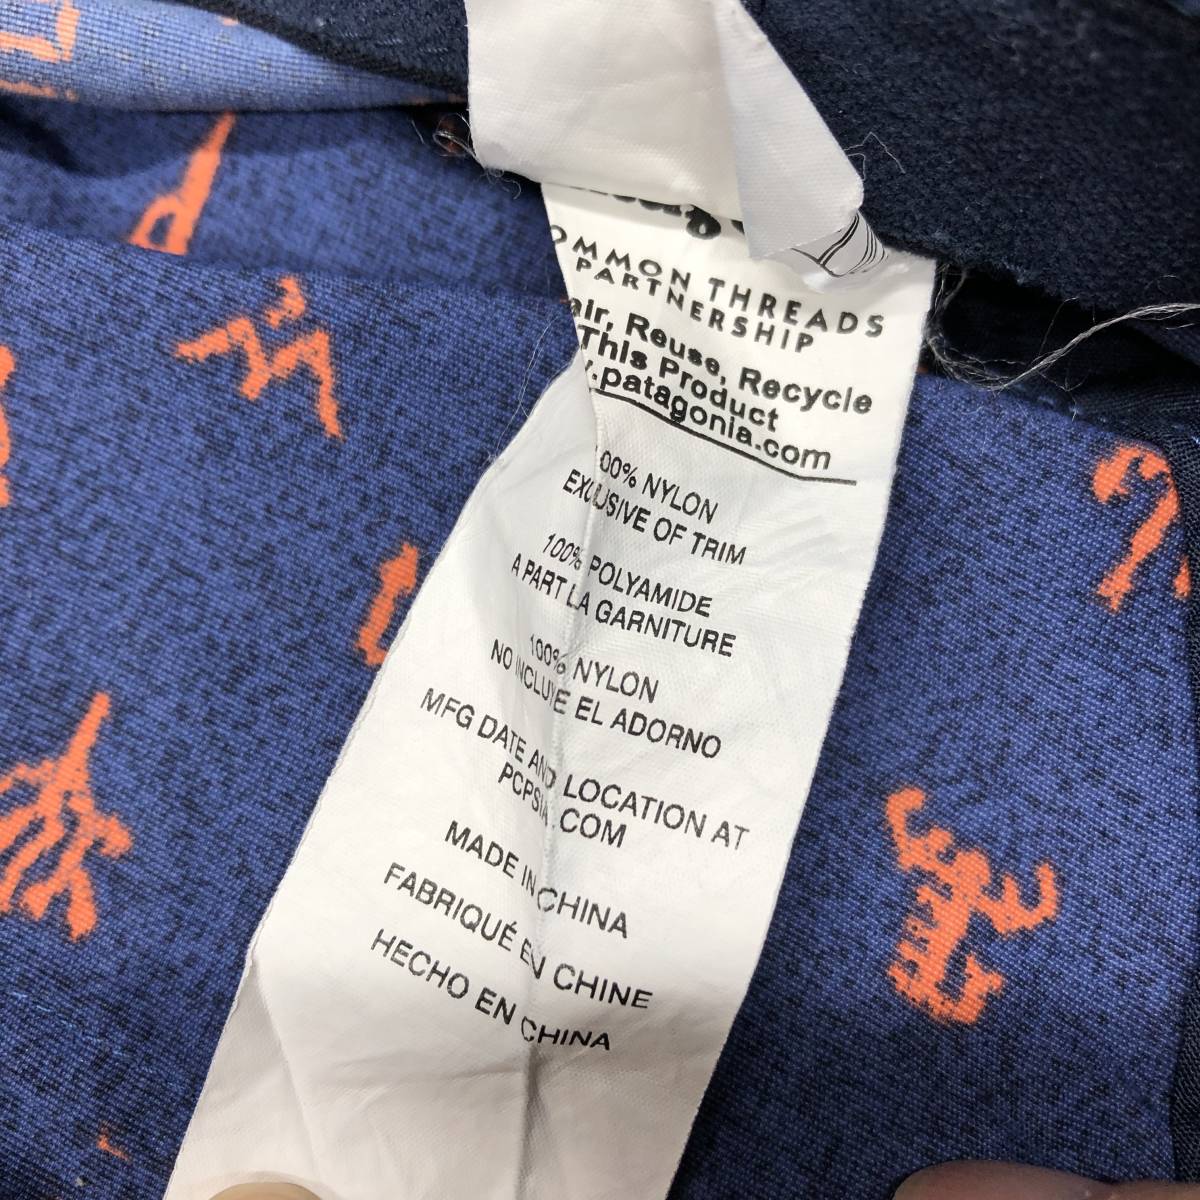 OMMON THREADS
PARTNERSHIP
air, Reuse, Recycle
This Product
.patagonia.com
00% NYLON
EXCLUSIVE OF TRIM
100% POLYAMIDE
A PART LA GARNITURE
100% NYLON
NO INCLUYE EL ADORNO
MFG DATE AND LOCATION AT
PCPSIA.COM
MADE IN CHINA
FABRIQUÉ EN CHINE
HECHO EN CHINA